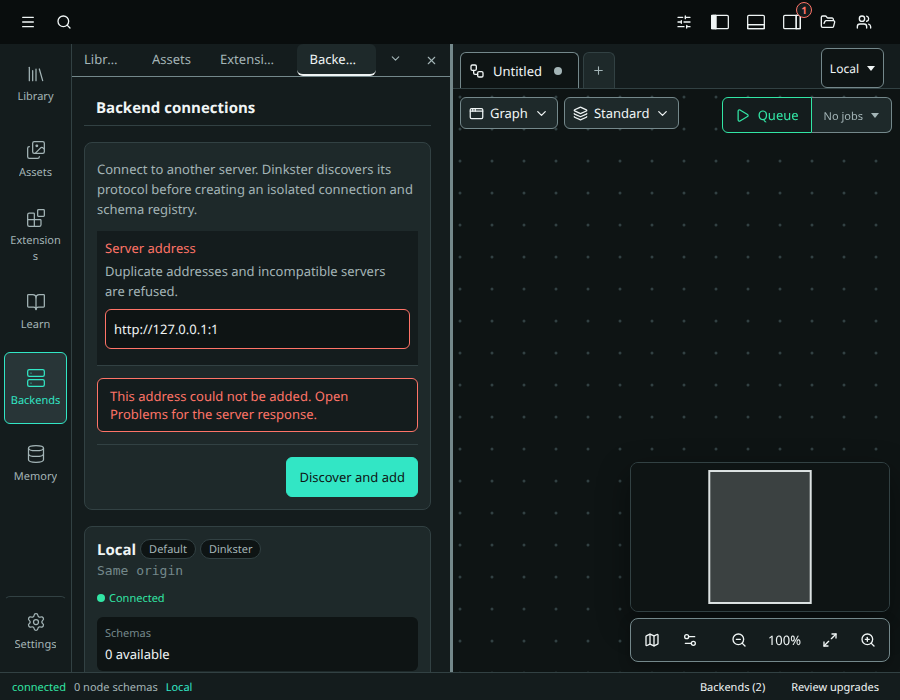 1
Libr...
Assets
Extensi...
Backe...
Untitled
Local
Library
Assets
Extension
s
Learn
Backends
Memory
Settings
Backend connections
Connect to another server. Dinkster discovers its
protocol before creating an isolated connection and
schema registry.
Server address
Duplicate addresses and incompatible servers
are refused.
http://127.0.0.1:1
This address could not be added. Open
Problems for the server response.
Discover and add
Local Default Dinkster
Same origin
Connected
Schemas
0 available
Graph
Standard
Queue
No jobs
100%
connected 0 node schemas Local
Backends (2) Review upgrades